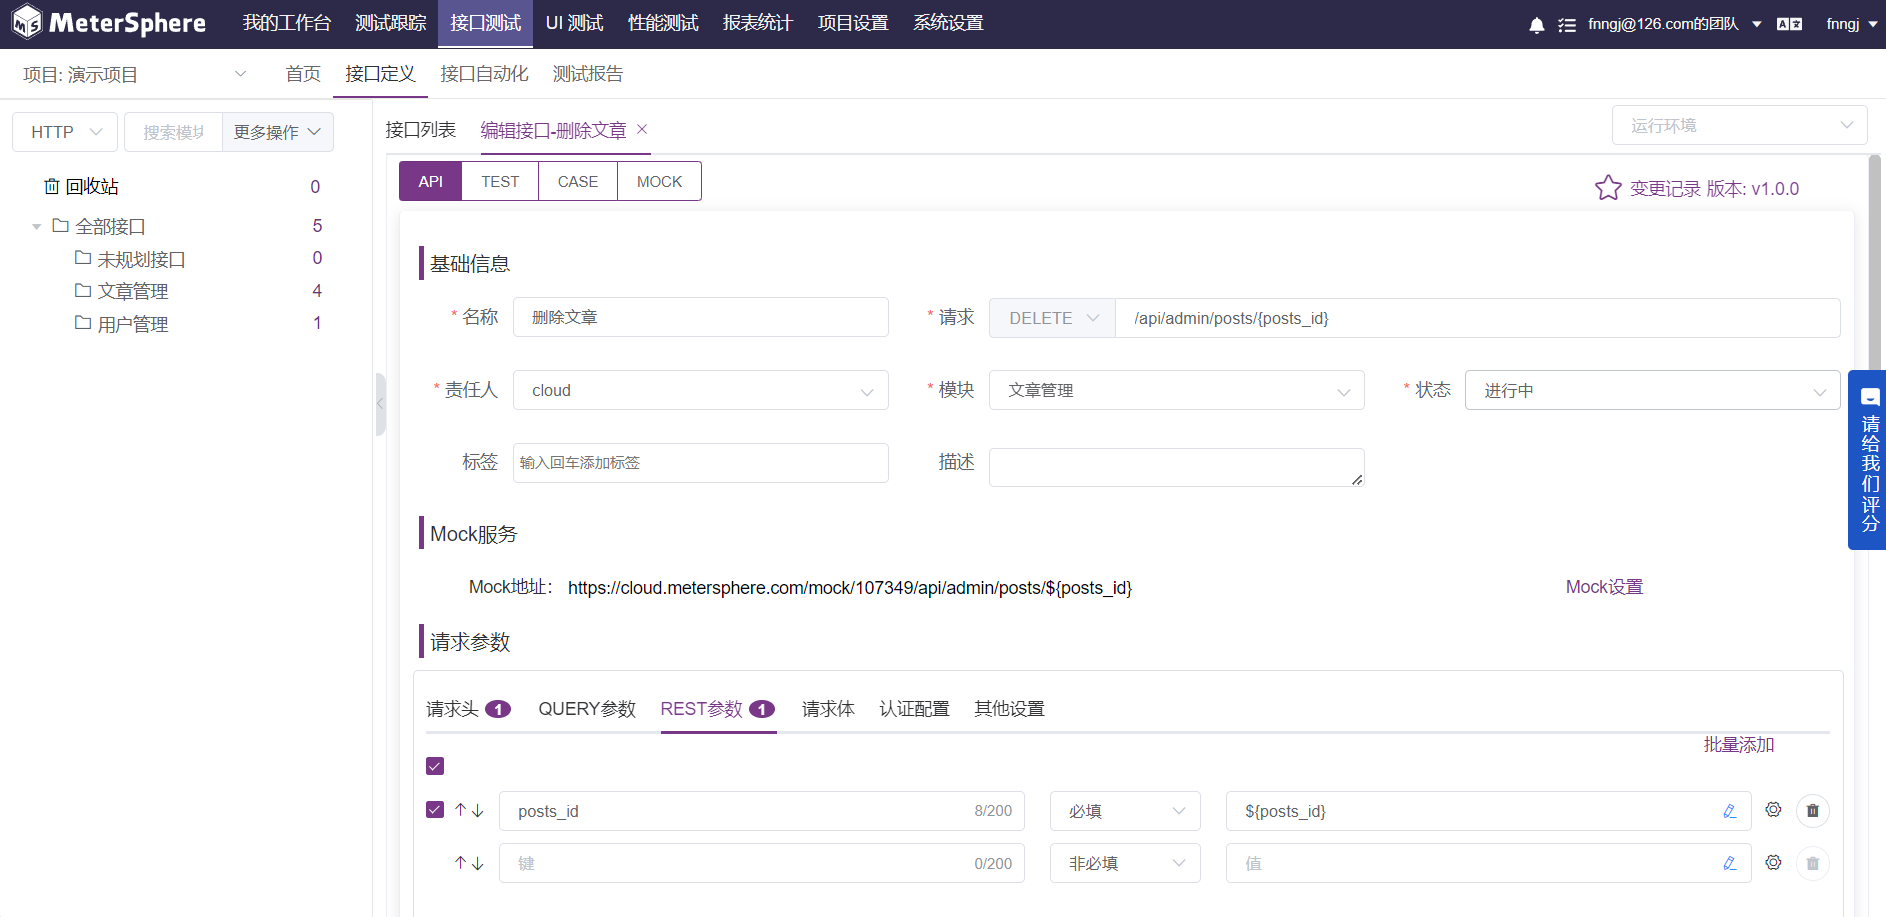 MeterSphere 我的工作台 测试跟踪 接口测试 UI 测试 性能测试 报表统计 项目设置 系统设置 fnngj@126.com的团队 fnngj
项目: 演示项目 首页 接口定义 接口自动化 测试报告
HTTP 搜索模块 更多操作
回收站 0
全部接口 5
未规划接口 0
文章管理 4
用户管理 1
接口列表 编辑接口-删除文章 运行环境
API TEST CASE MOCK 变更记录 版本: v1.0.0
基础信息
* 名称 删除文章 * 请求 DELETE /api/admin/posts/{posts_id}
* 责任人 cloud * 模块 文章管理 * 状态 进行中
标签 输入回车添加标签 描述
Mock服务
Mock地址： https://cloud.metersphere.com/mock/107349/api/admin/posts/${posts_id} Mock设置
请求参数
请求头 1 QUERY参数 REST参数 1 请求体 认证配置 其他设置
批量添加
posts_id 8/200 必填 ${posts_id}
键 0/200 非必填 值
请给我们评分